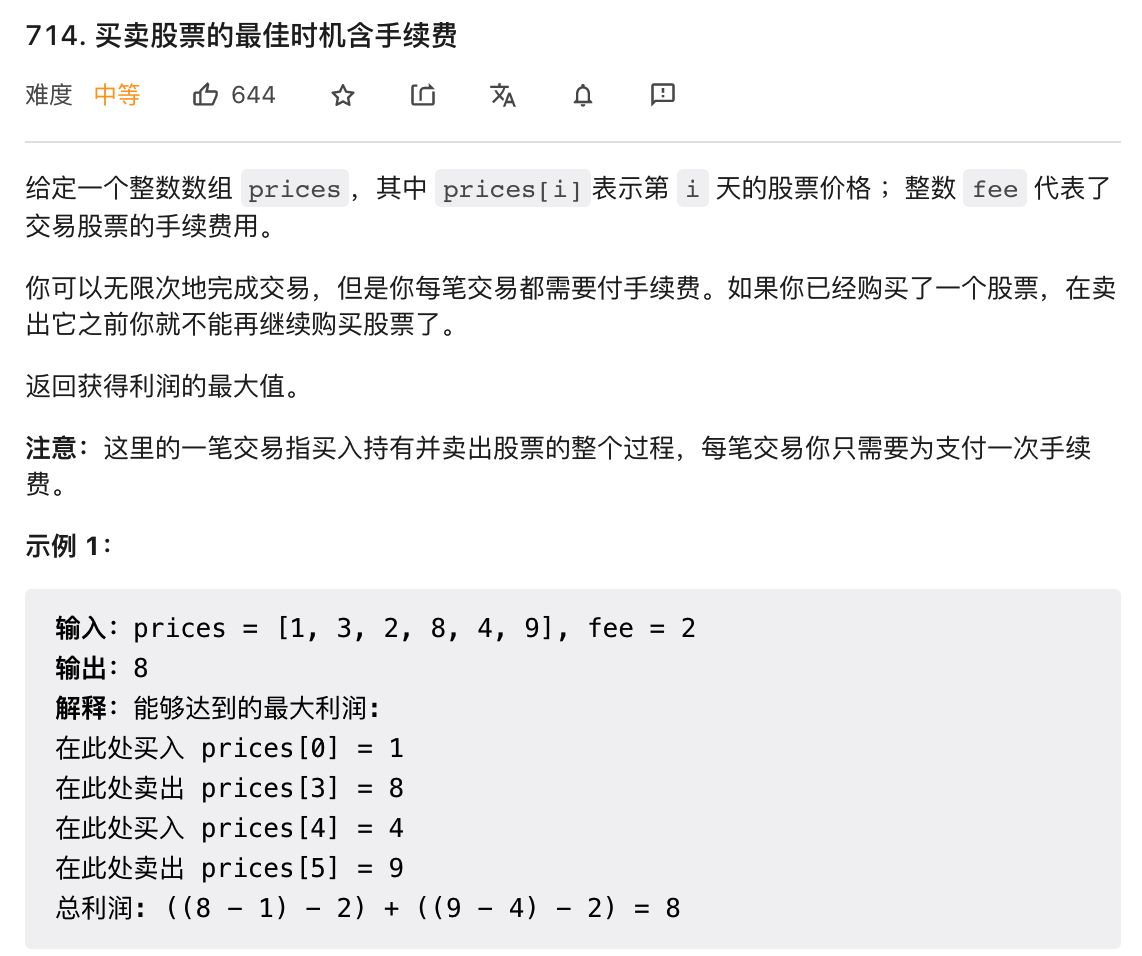 714. 买卖股票的最佳时机含手续费
难度 中等 644
给定一个整数数组 prices，其中 prices[i]表示第 i 天的股票价格 ；整数 fee 代表了
交易股票的手续费用。
你可以无限次地完成交易，但是你每笔交易都需要付手续费。如果你已经购买了一个股票，在卖
出它之前你就不能再继续购买股票了。
返回获得利润的最大值。
注意：这里的一笔交易指买入持有并卖出股票的整个过程，每笔交易你只需要为支付一次手续
费。
示例 1：
输入：prices = [1, 3, 2, 8, 4, 9], fee = 2
输出：8
解释：能够达到的最大利润:
在此处买入 prices[0] = 1
在此处卖出 prices[3] = 8
在此处买入 prices[4] = 4
在此处卖出 prices[5] = 9
总利润: ((8 - 1) - 2) + ((9 - 4) - 2) = 8